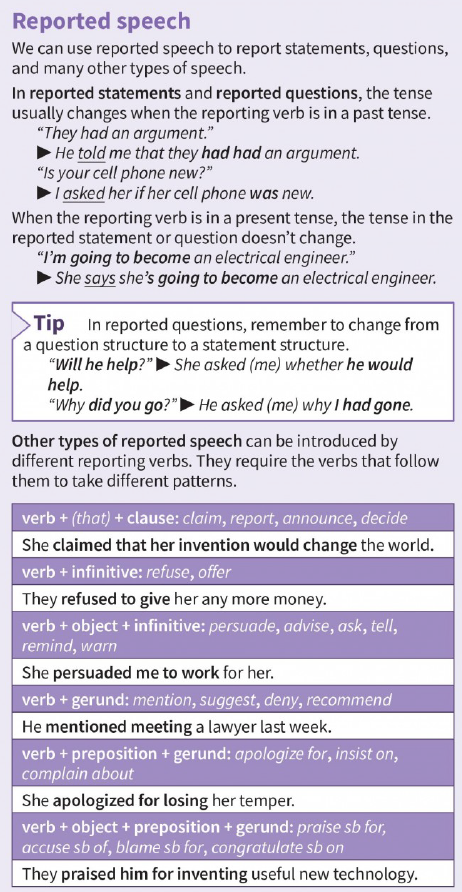 Reported speech
We can use reported speech to report statements, questions,
and many other types of speech.
In reported statements and reported questions, the tense
usually changes when the reporting verb is in a past tense.
“They had an argument.”
▶ He told me that they had had an argument.
“Is your cell phone new?”
▶ I asked her if her cell phone was new.
When the reporting verb is in a present tense, the tense in the
reported statement or question doesn’t change.
“I’m going to become an electrical engineer.”
▶ She says she’s going to become an electrical engineer.
Tip In reported questions, remember to change from
a question structure to a statement structure.
“Will he help?” ▶ She asked (me) whether he would
help.
“Why did you go?” ▶ He asked (me) why I had gone.
Other types of reported speech can be introduced by
different reporting verbs. They require the verbs that follow
them to take different patterns.
verb + (that) + clause: claim, report, announce, decide
She claimed that her invention would change the world.
verb + infinitive: refuse, offer
They refused to give her any more money.
verb + object + infinitive: persuade, advise, ask, tell,
remind, warn
She persuaded me to work for her.
verb + gerund: mention, suggest, deny, recommend
He mentioned meeting a lawyer last week.
verb + preposition + gerund: apologize for, insist on,
complain about
She apologized for losing her temper.
verb + object + preposition + gerund: praise sb for,
accuse sb of, blame sb for, congratulate sb on
They praised him for inventing useful new technology.